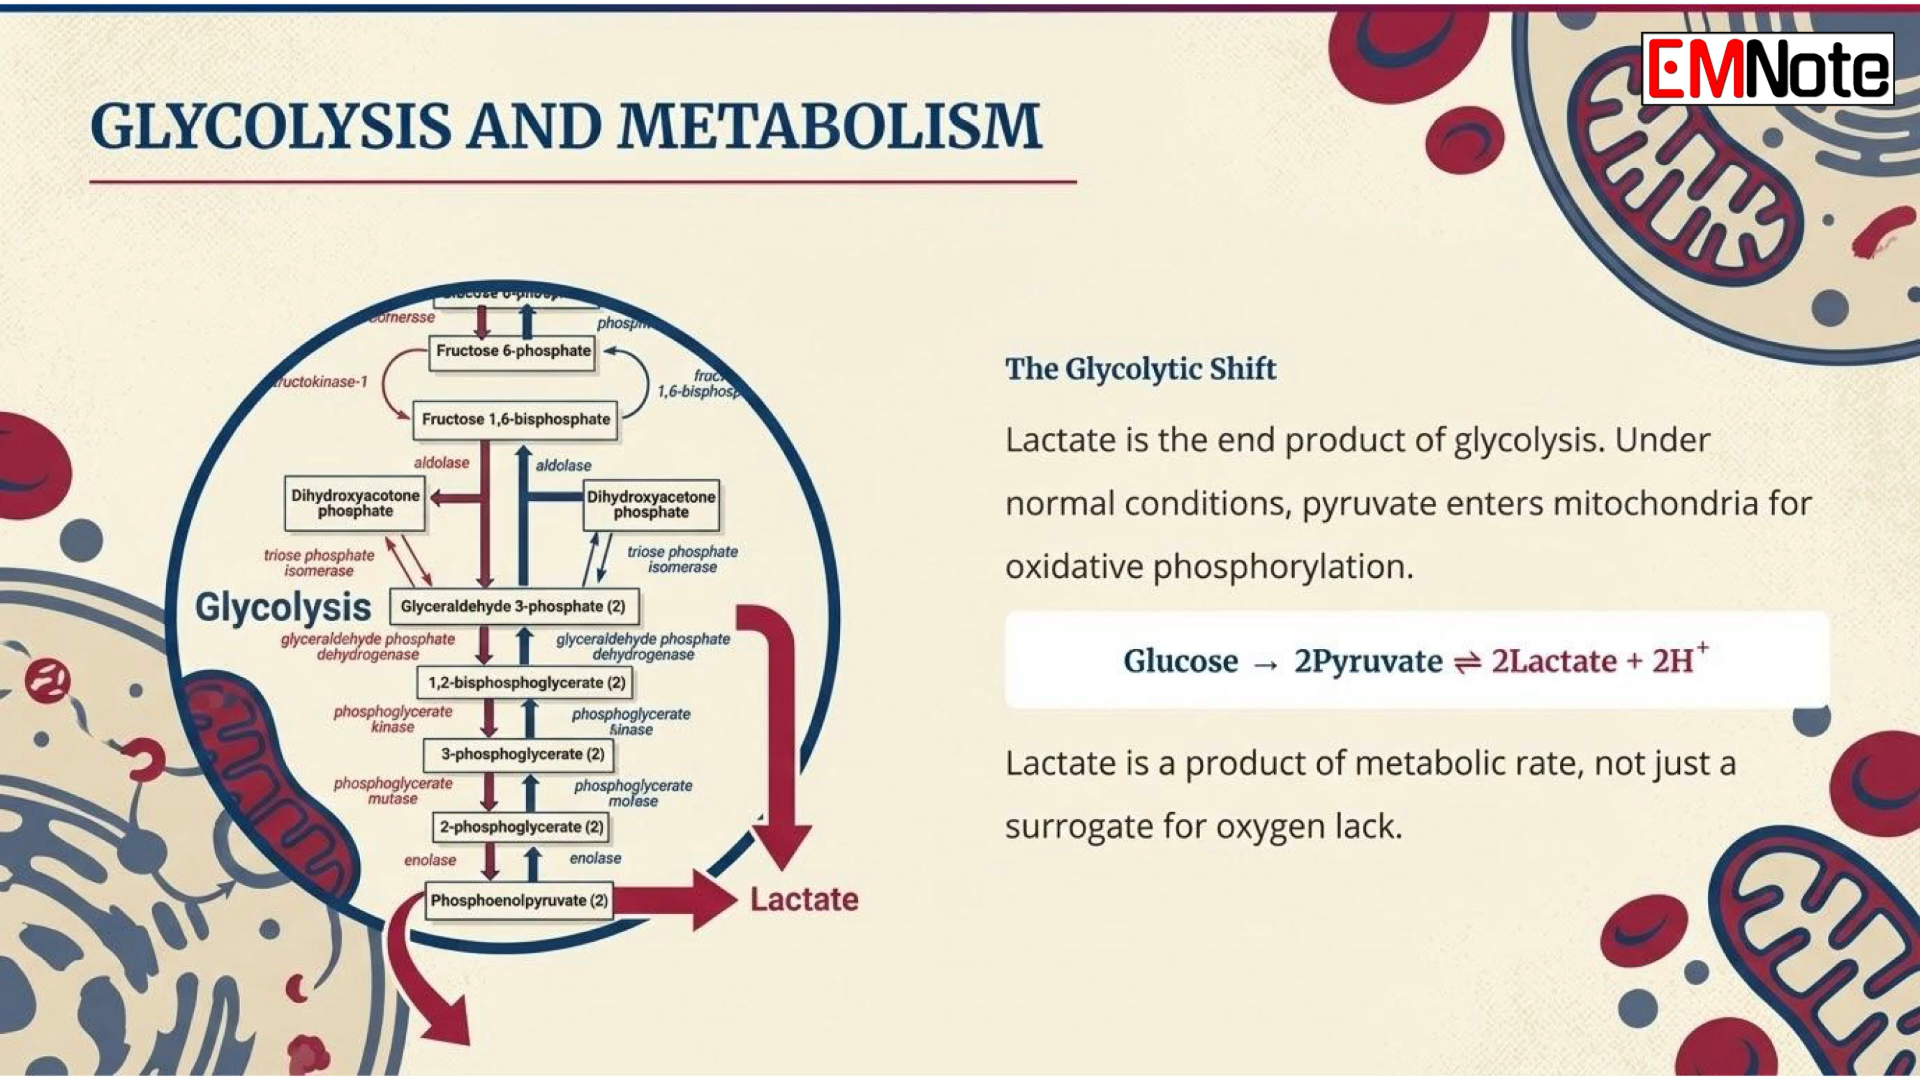 EMNote
GLYCOLYSIS AND METABOLISM
Fructose 6-phosphate
Fructose 1,6-bisphosphate
aldolase
aldolase
Dihydroxyacotone
phosphate
Dihydroxyacetone
phosphate
triose phosphate
isomerase
triose phosphate
isomerase
Glycolysis
Glyceraldehyde 3-phosphate (2)
glyceraldehyde phosphate
dehydrogenase
glyceraldehyde phosphate
dehydrogenase
1,2-bisphosphoglycerate (2)
phosphoglycerate
kinase
phosphoglycerate
3-phosphoglycerate (2)
phosphoglycerate
mutase
phosphoglycerate
2-phosphoglycerate (2)
enolase
enolase
Phosphoenolpyruvate (2)
Lactate
The Glycolytic Shift
Lactate is the end product of glycolysis. Under
normal conditions, pyruvate enters mitochondria for
oxidative phosphorylation.
Glucose → 2Pyruvate ⇌ 2Lactate + 2H⁺
Lactate is a product of metabolic rate, not just a
surrogate for oxygen lack.